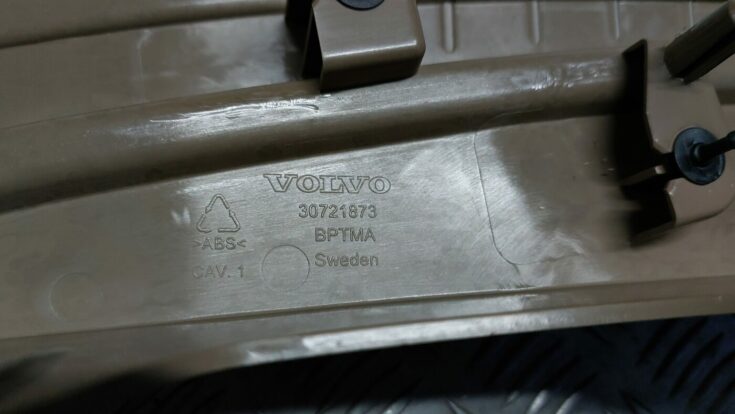 VOLVO
30721873
BPTMA
Sweden
>ABS<
CAV. 1